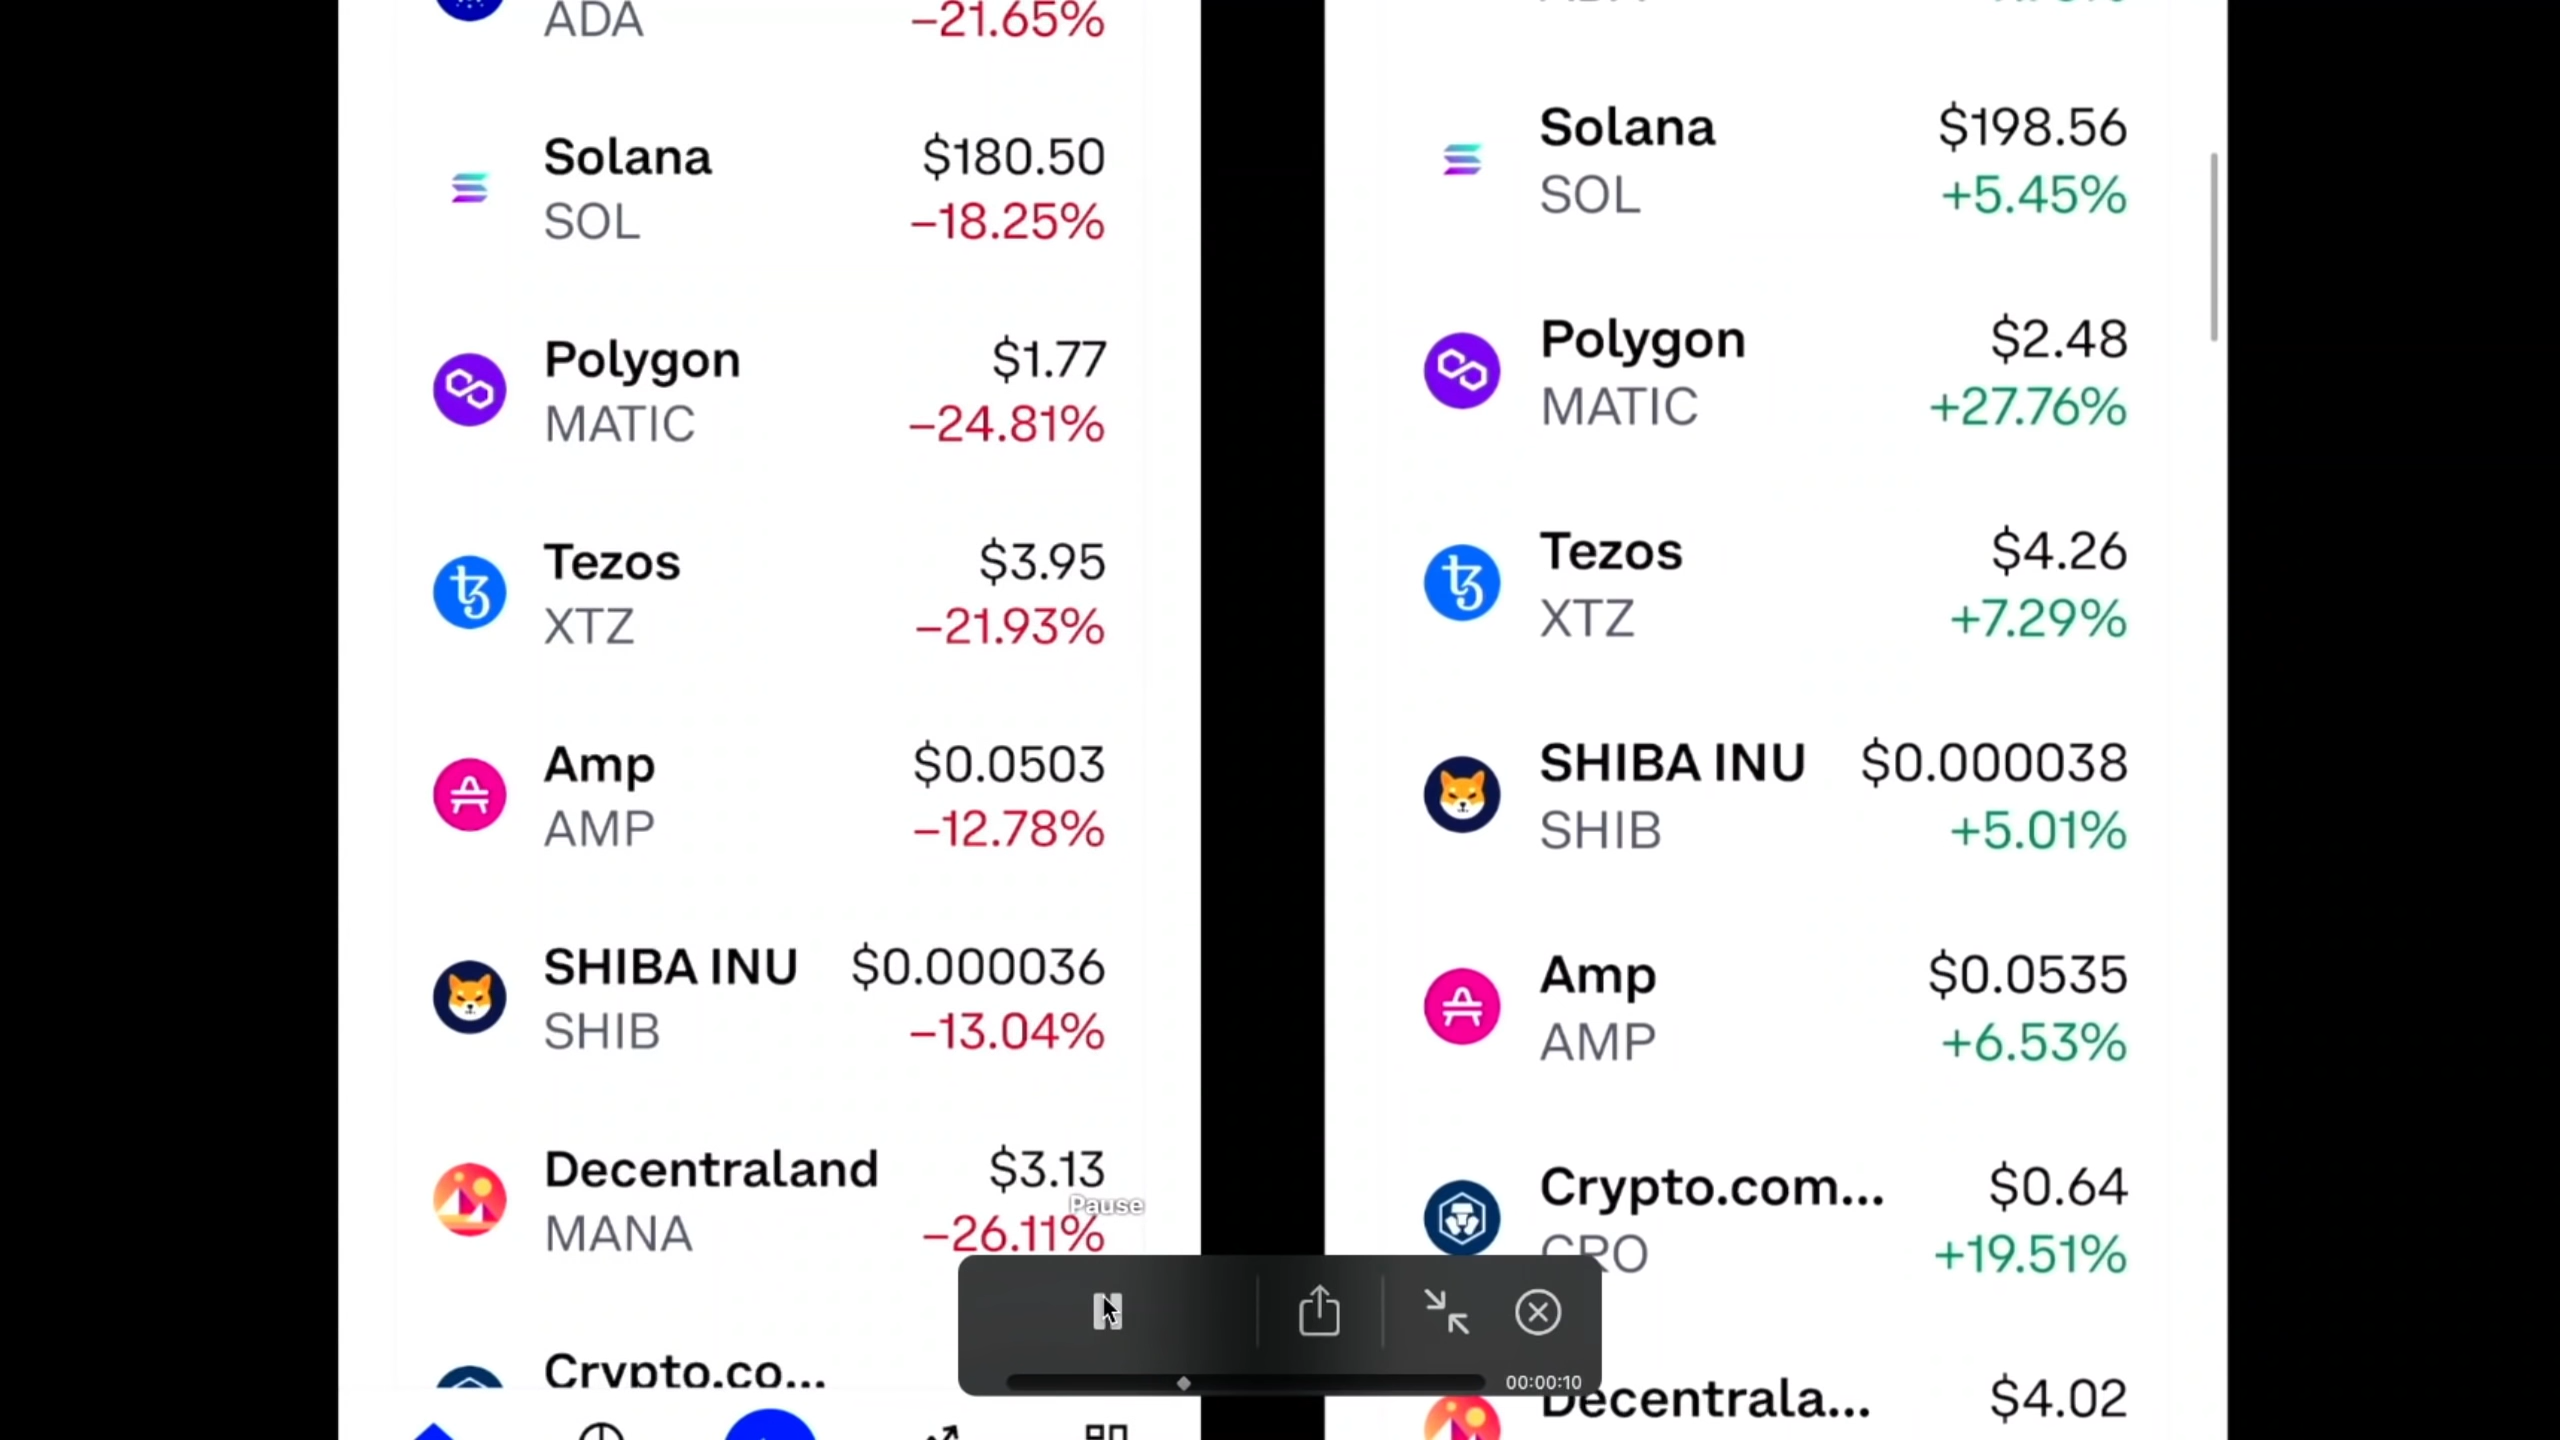 ADA
−21.65%
Solana
$180.50
SOL
−18.25%
Polygon
$1.77
MATIC
−24.81%
Tezos
$3.95
XTZ
−21.93%
Amp
$0.0503
AMP
−12.78%
SHIBA INU
$0.000036
SHIB
−13.04%
Decentraland
$3.13
MANA
−26.11%
Crypto.co...
Solana
$198.56
SOL
+5.45%
Polygon
$2.48
MATIC
+27.76%
Tezos
$4.26
XTZ
+7.29%
SHIBA INU
$0.000038
SHIB
+5.01%
Amp
$0.0535
AMP
+6.53%
Crypto.com...
$0.64
CRO
+19.51%
Decentrala...
$4.02
Pause
00:00:10